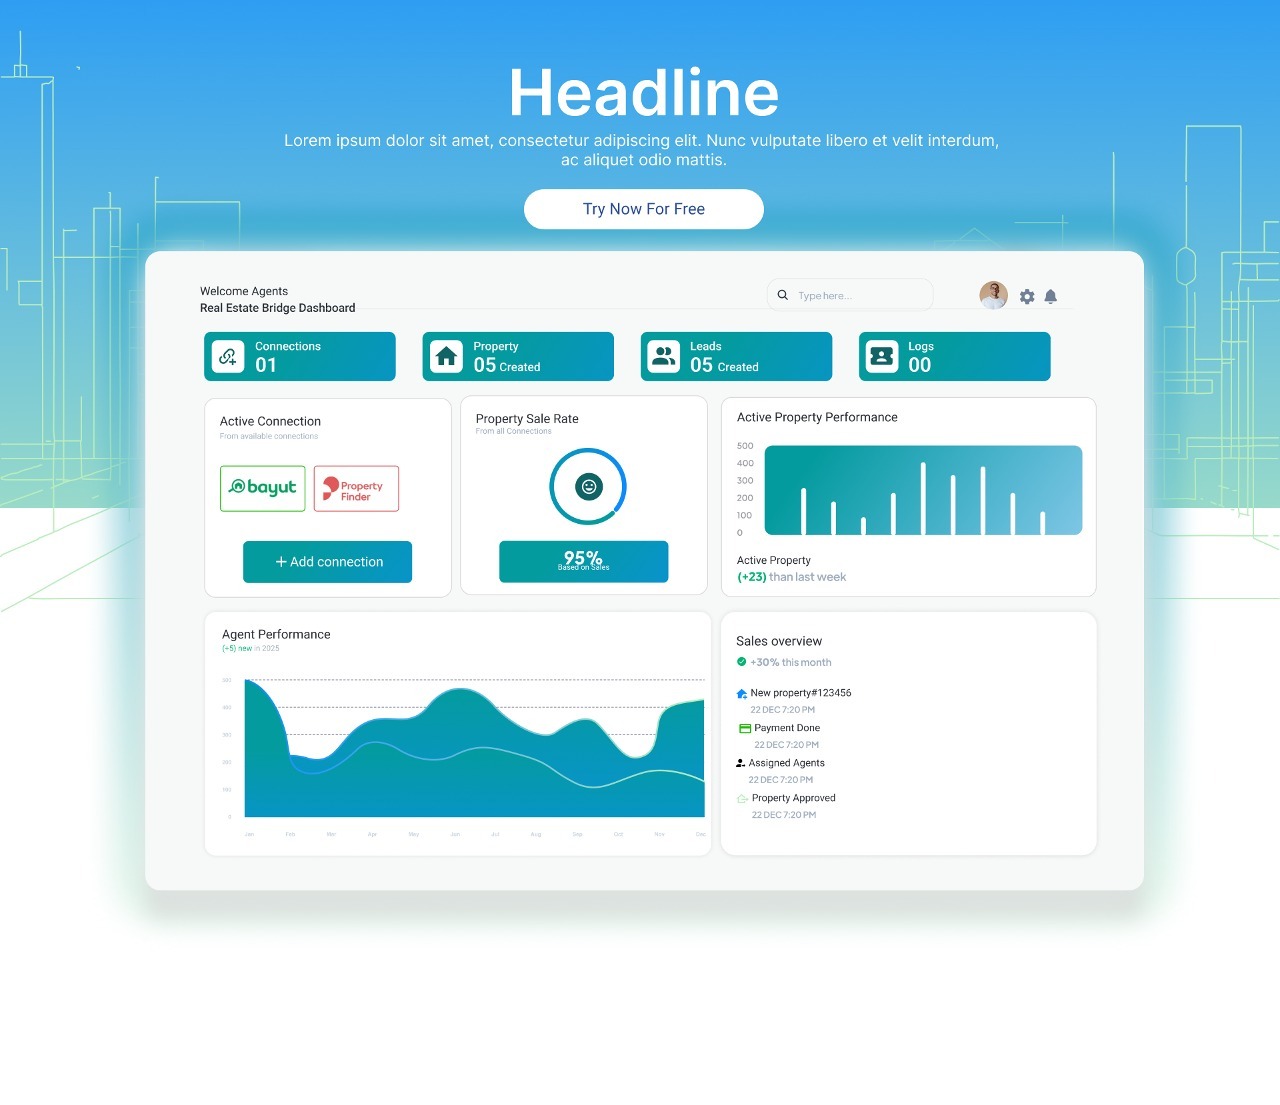 Headline
Lorem ipsum dolor sit amet, consectetur adipiscing elit. Nunc vulputate libero et velit interdum,
ac aliquet odio mattis.
Try Now For Free
Welcome Agents
Real Estate Bridge Dashboard
Type here...
Connections
01
Property
05 Created
Leads
05 Created
Logs
00
Active Connection
From available connections
bayut
Property
Finder
+ Add connection
Property Sale Rate
From all Connections
95%
Based on Sales
Active Property Performance
500
400
300
200
100
0
Active Property
(+23) than last week
Agent Performance
(+5) new in 2025
500
400
300
200
100
0
Jan Feb Mar Apr May Jun Jul Aug Sep Oct Nov Dec
Sales overview
+30% this month
New property#123456
22 DEC 7:20 PM
Payment Done
22 DEC 7:20 PM
Assigned Agents
22 DEC 7:20 PM
Property Approved
22 DEC 7:20 PM